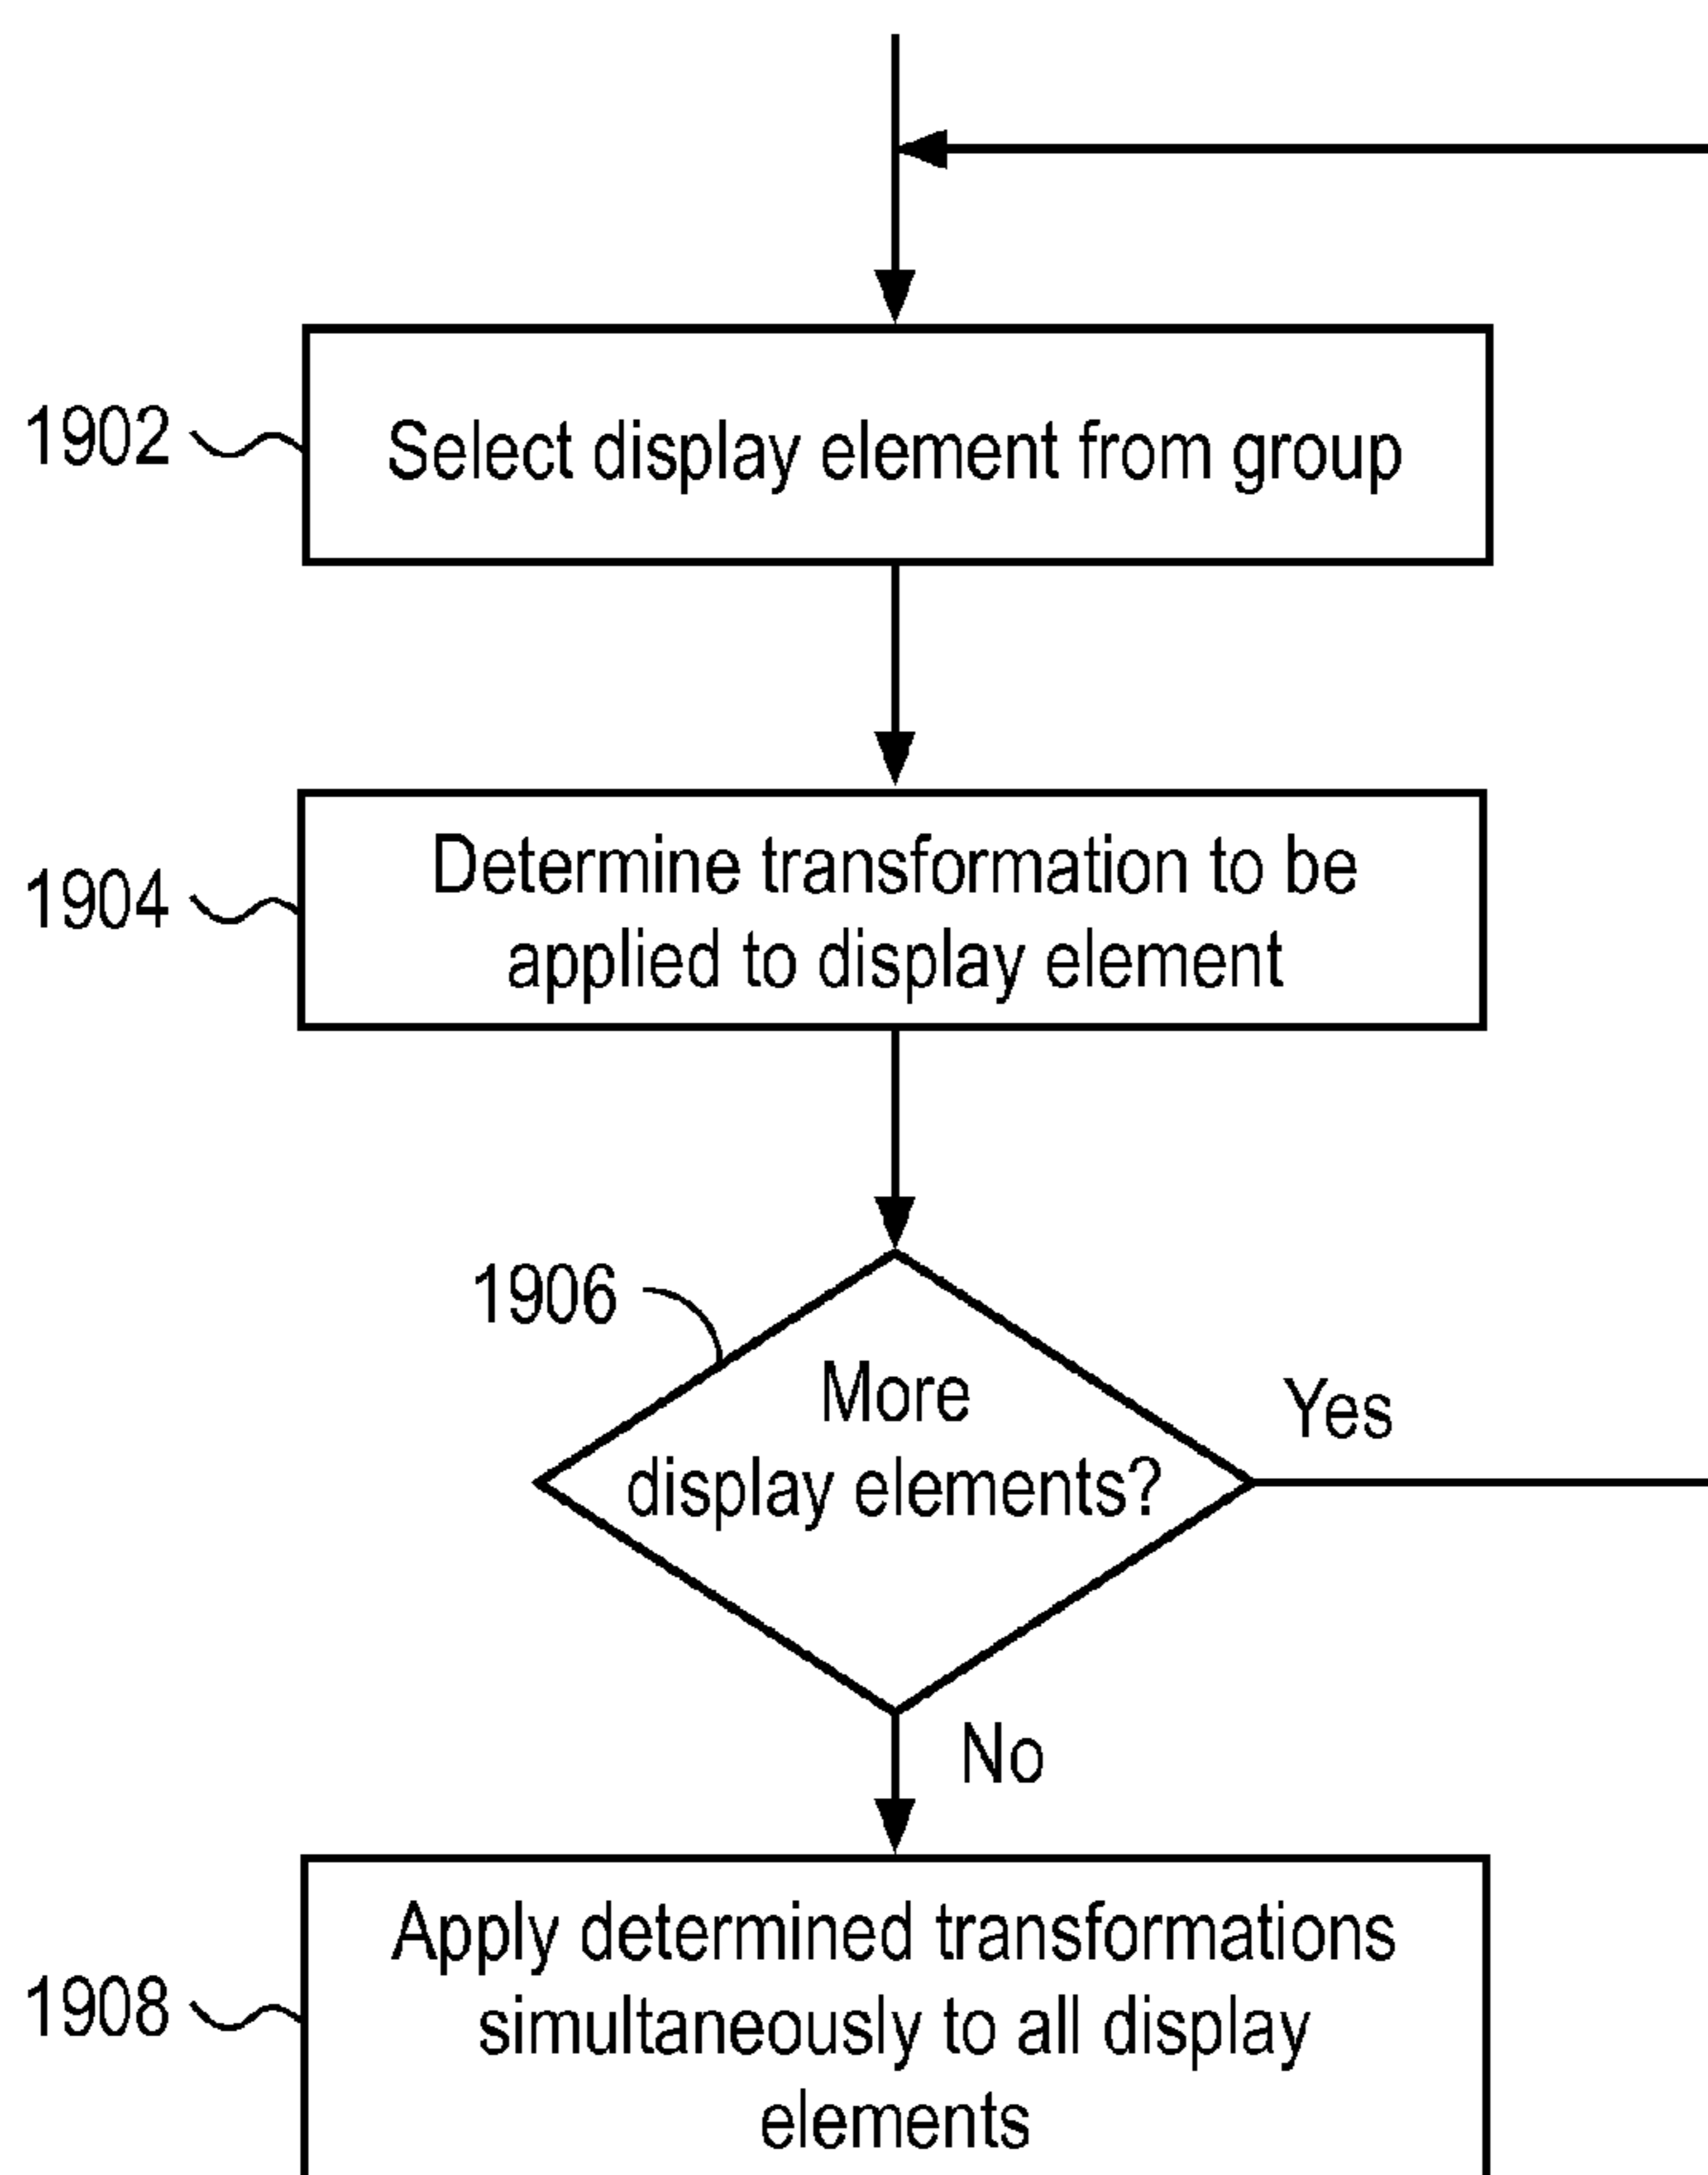 1902
Select display element from group
1904
Determine transformation to be
applied to display element
1906
More
display elements?
Yes
No
1908
Apply determined transformations
simultaneously to all display
elements